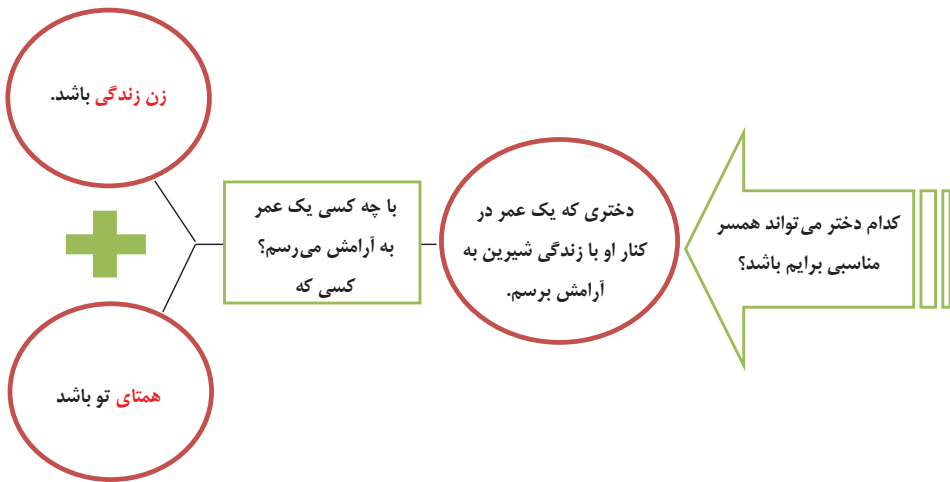 کدام دختر می‌تواند همسر
مناسبی برایم باشد؟
دختری که یک عمر در
کنار او با زندگی شیرین به
آرامش برسم.
با چه کسی یک عمر
به آرامش می‌رسم؟
کسی که
زن زندگی باشد.
همتای تو باشد